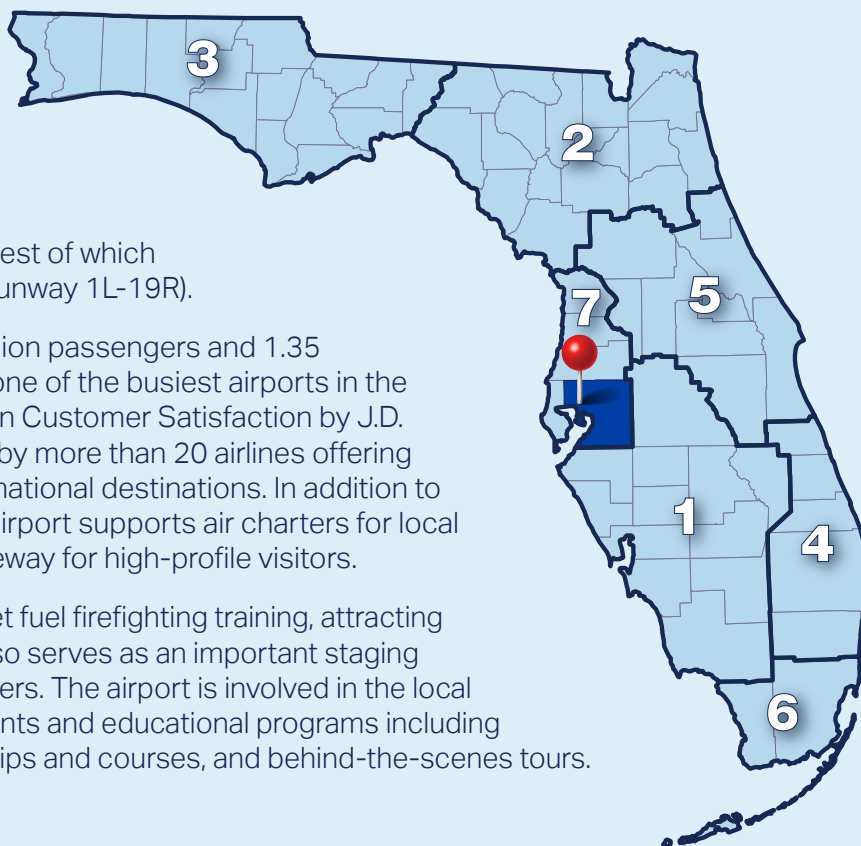 3
2
est of which
unway 1L-19R).
5
7
ion passengers and 1.35
one of the busiest airports in the
n Customer Satisfaction by J.D.
by more than 20 airlines offering
national destinations. In addition to
airport supports air charters for local
eway for high-profile visitors.
1
4
et fuel firefighting training, attracting
so serves as an important staging
ers. The airport is involved in the local
nts and educational programs including
ips and courses, and behind-the-scenes tours.
6